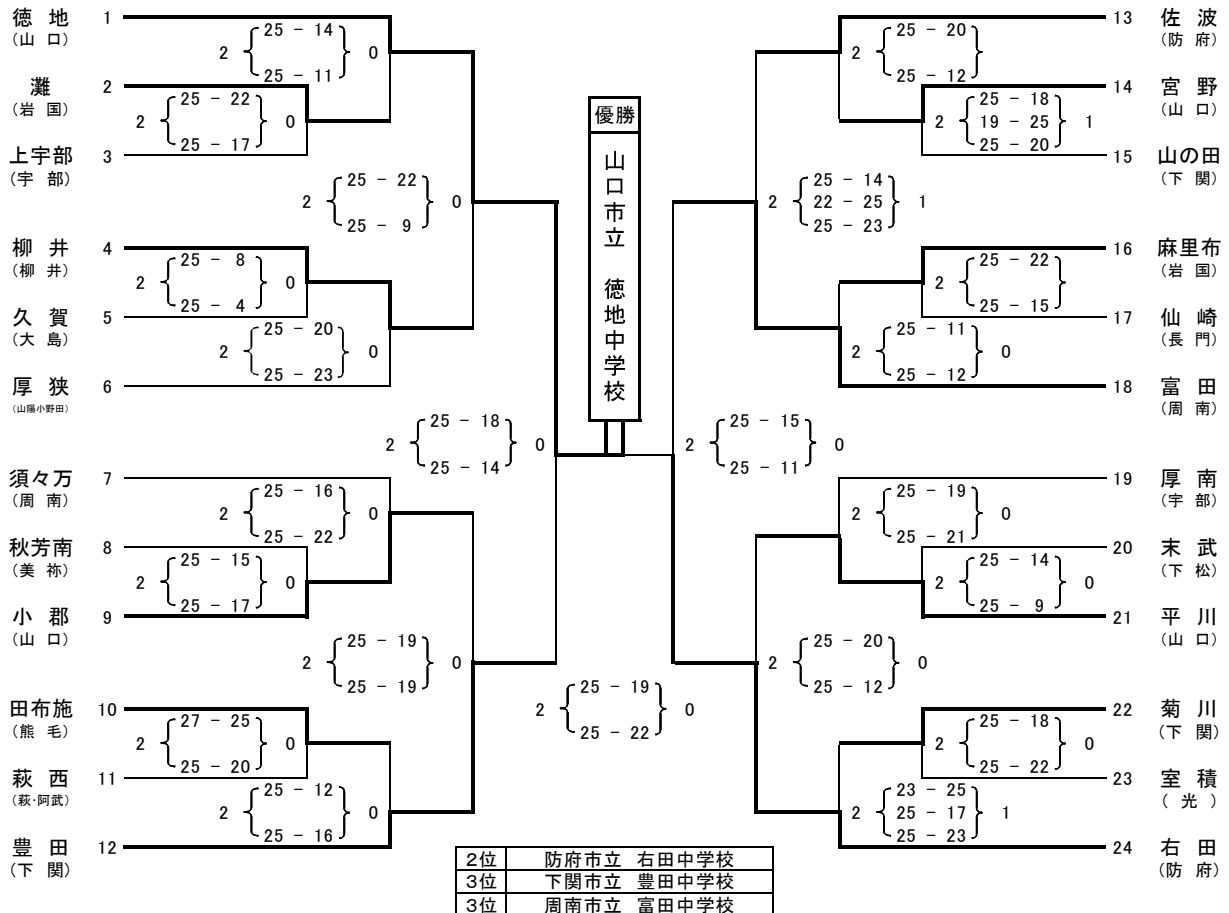 徳 地 1
(山 口)
2 25 - 14 0
25 - 11
灘 2
(岩 国)
2 25 - 22 0
25 - 17
上宇部 3
(宇 部)
2 25 - 22 0
25 - 9
柳 井 4
(柳 井)
2 25 - 8 0
25 - 4
久 賀 5
(大 島)
2 25 - 20 0
25 - 23
厚 狭 6
(山陽小野田)
2 25 - 18 0
25 - 14
須々万 7
(周 南)
2 25 - 16 0
25 - 22
秋芳南 8
(美 祢)
2 25 - 15 0
25 - 17
小 郡 9
(山 口)
2 25 - 19 0
25 - 19
田布施 10
(熊 毛)
2 27 - 25 0
25 - 20
萩 西 11
(萩・阿武)
2 25 - 12 0
25 - 16
豊 田 12
(下 関)
優勝
山口市立 徳地中学校
2 25 - 19 0
25 - 22
13 佐 波
(防 府)
2 25 - 20
25 - 12
14 宮 野
(山 口)
25 - 18
2 19 - 25 1
25 - 20
15 山の田
(下 関)
25 - 14
2 22 - 25 1
25 - 23
16 麻里布
(岩 国)
2 25 - 22
25 - 15
17 仙 崎
(長 門)
2 25 - 11 0
25 - 12
18 富 田
(周 南)
2 25 - 15 0
25 - 11
19 厚 南
(宇 部)
2 25 - 19 0
25 - 21
20 末 武
(下 松)
2 25 - 14 0
25 - 9
21 平 川
(山 口)
2 25 - 20 0
25 - 12
22 菊 川
(下 関)
2 25 - 18 0
25 - 22
23 室 積
( 光 )
23 - 25
2 25 - 17 1
25 - 23
24 右 田
(防 府)
2位 防府市立 右田中学校
3位 下関市立 豊田中学校
3位 周南市立 富田中学校